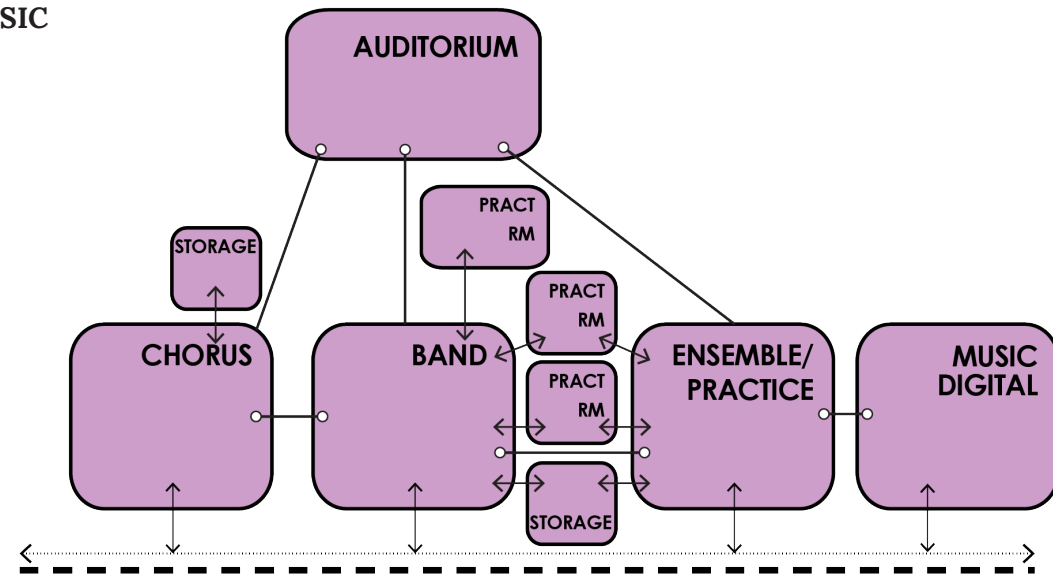 SIC
AUDITORIUM
PRACT
RM
STORAGE
PRACT
RM
CHORUS
BAND
ENSEMBLE/
PRACTICE
MUSIC
DIGITAL
PRACT
RM
STORAGE